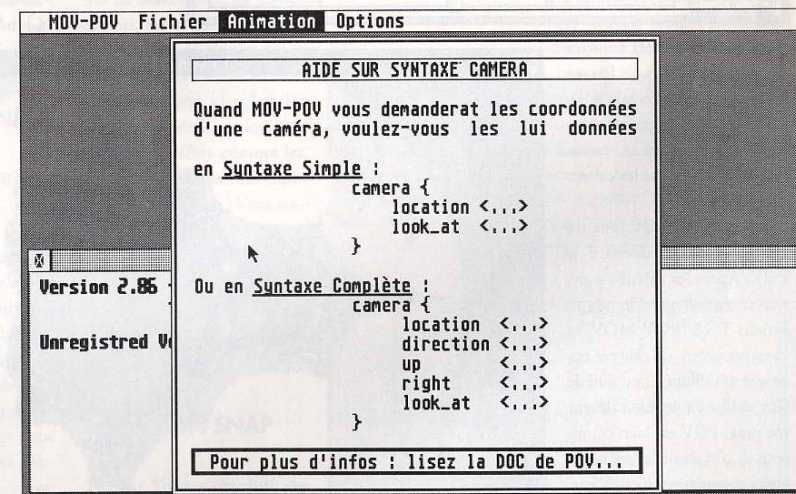 MOV-POV Fichier Animation Options
AIDE SUR SYNTAXE CAMERA
Quand MOV-POV vous demanderat les coordonnées
d'une caméra, voulez-vous les lui données
en Syntaxe Simple :
camera {
location <...>
look_at <...>
}
Version 2.86
Ou en Syntaxe Complète :
camera {
Unregistred
location <...>
direction <...>
up <...>
right <...>
look_at <...>
}
Pour plus d'infos : lisez la DOC de POV...
SNAP